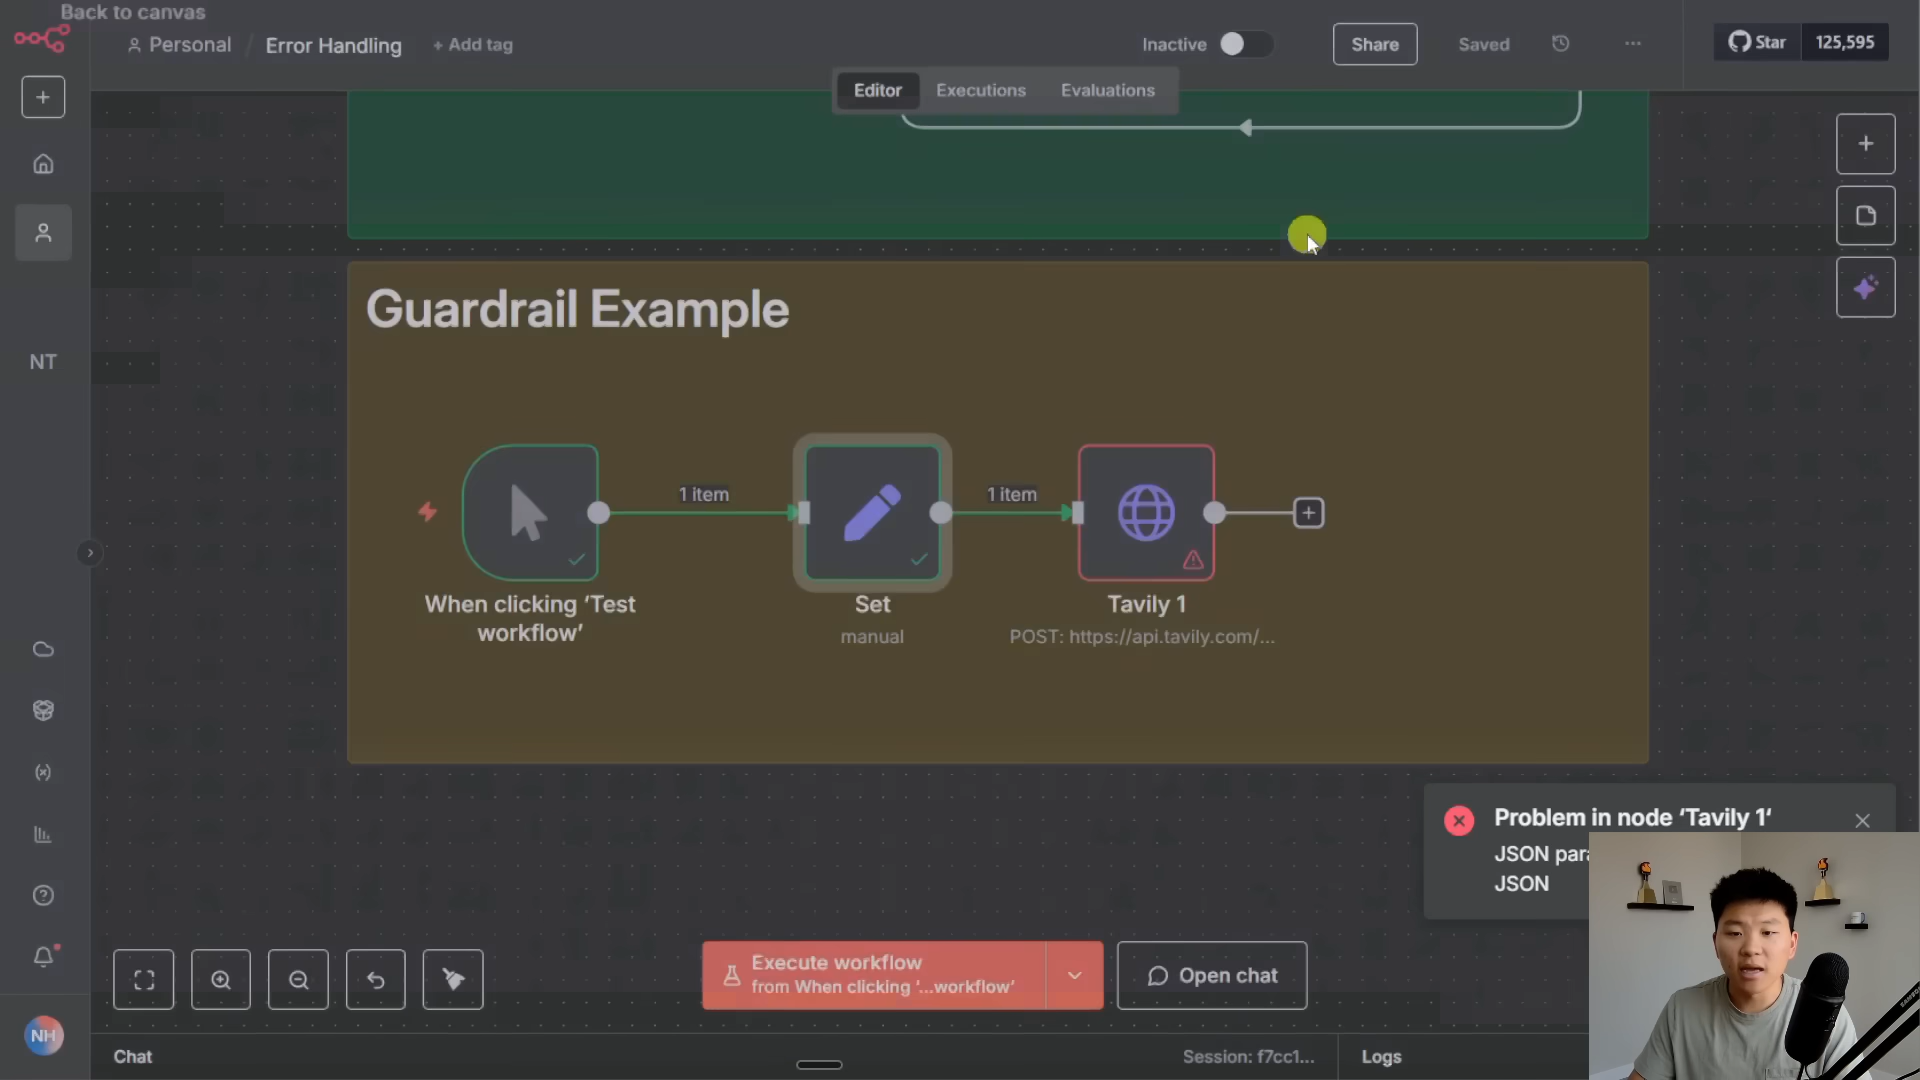 Back to canvas
Personal / Error Handling + Add tag
Inactive
Share
Saved
Star 125,595
Editor Executions Evaluations
Guardrail Example
NT
1 item
1 item
When clicking ‘Test
workflow’
Set
manual
Tavily 1
POST: https://api.tavily.com/...
Problem in node ‘Tavily 1‘
JSON
JSON
Execute workflow
from When clicking ‘...workflow’
Open chat
NH
Chat
Session: f7cc1...
Logs